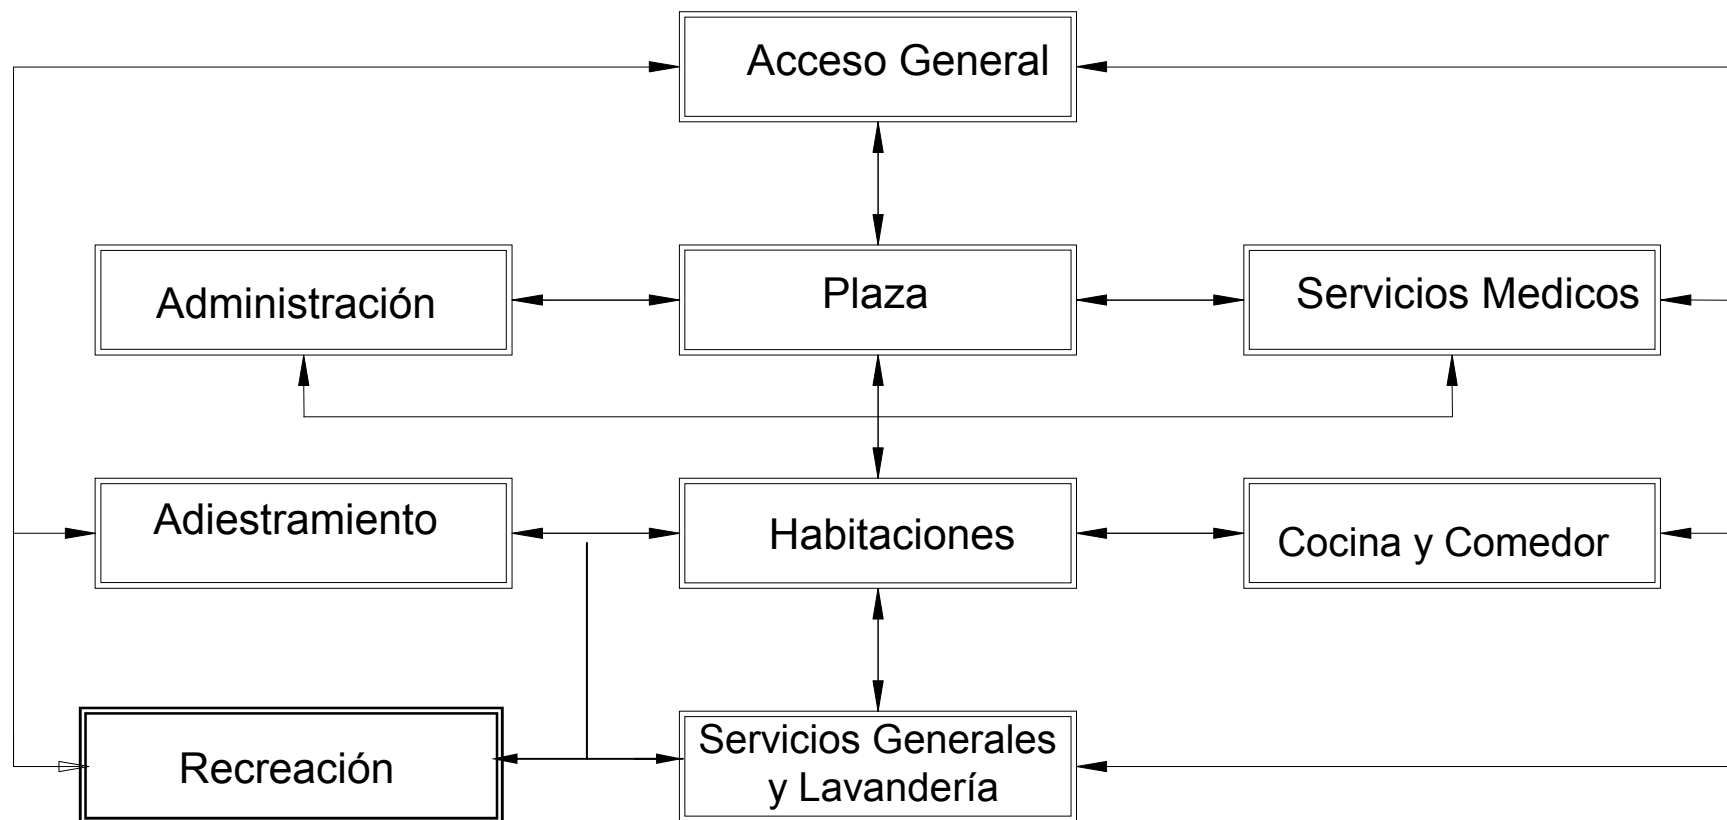 Acceso General
Administración
Plaza
Servicios Medicos
Adiestramiento
Habitaciones
Cocina y Comedor
Recreación
Servicios Generales
y Lavandería